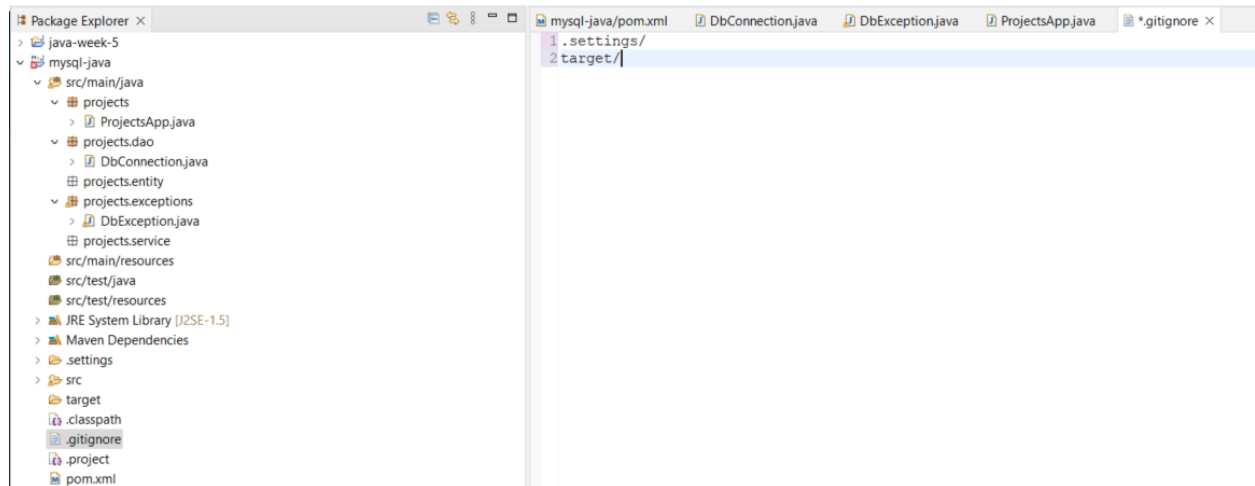 Package Explorer
java-week-5
mysql-java
src/main/java
projects
ProjectsApp.java
projects.dao
DbConnection.java
projects.entity
projects.exceptions
DbException.java
projects.service
src/main/resources
src/test/java
src/test/resources
JRE System Library [J2SE-1.5]
Maven Dependencies
.settings
src
target
.classpath
.gitignore
.project
pom.xml
mysql-java/pom.xml DbConnection.java DbException.java ProjectsApp.java *.gitignore
1 .settings/
2 target/